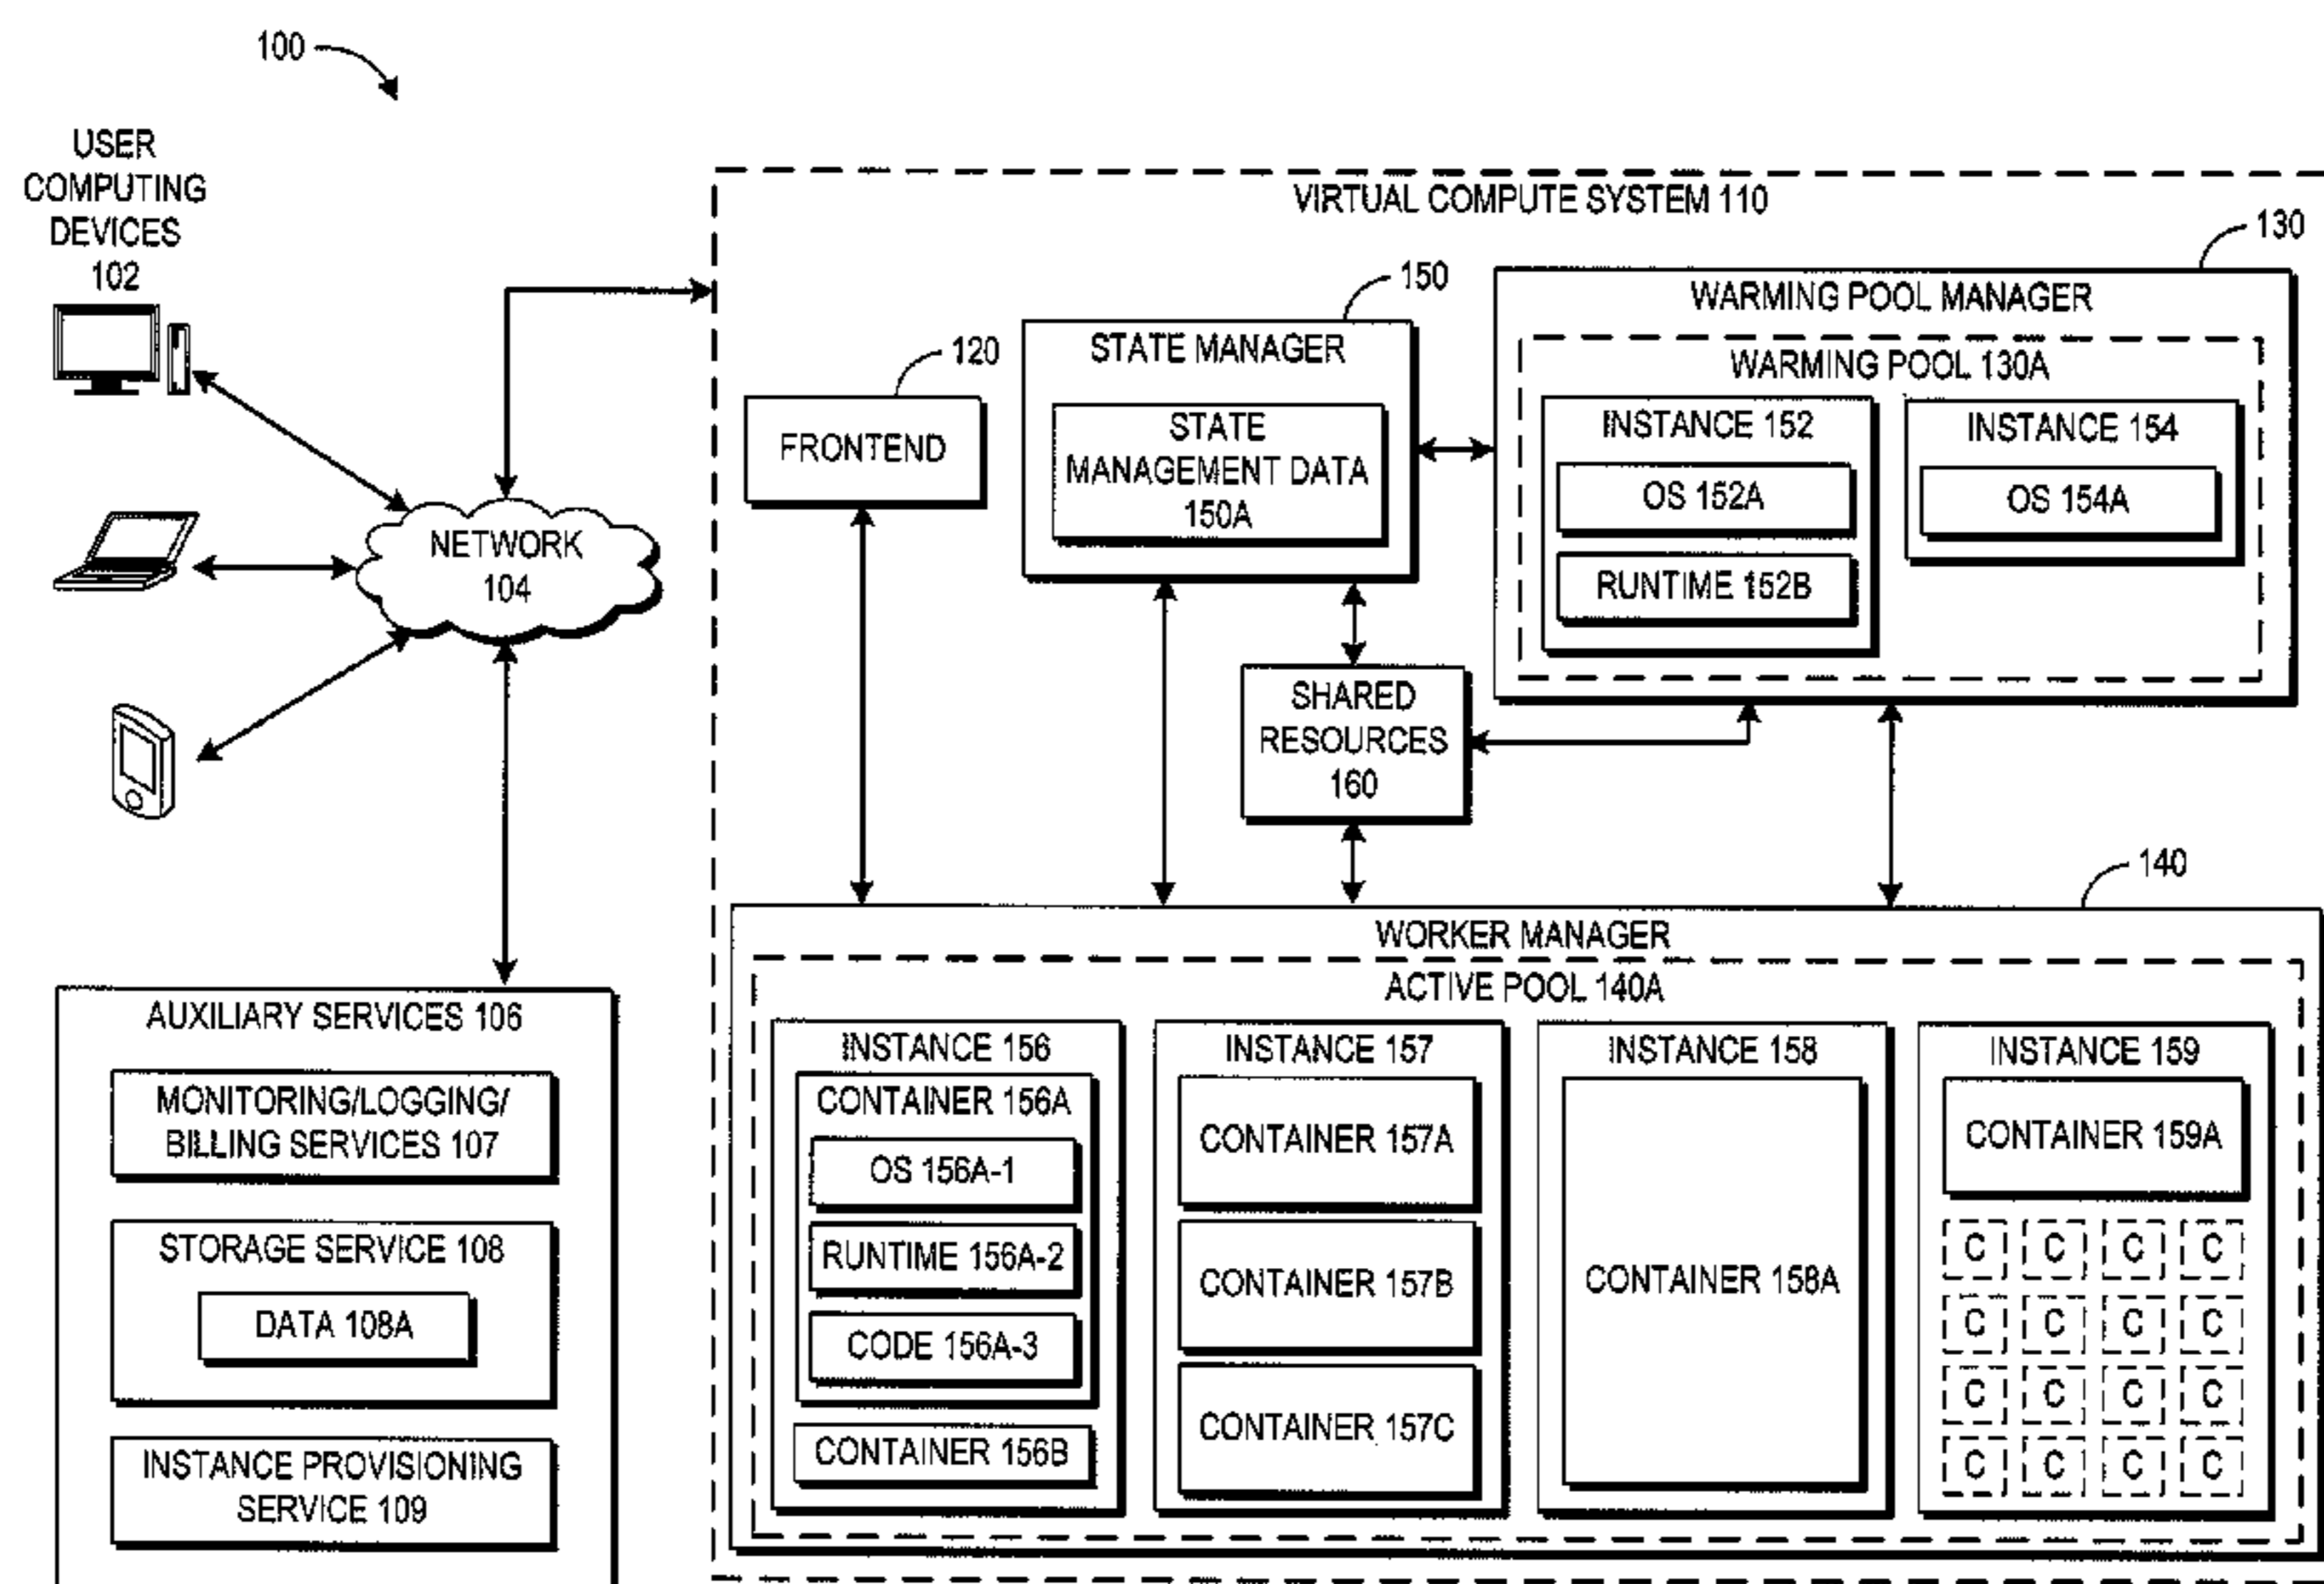 100
USER
COMPUTING
DEVICES
102
NETWORK
104
AUXILIARY SERVICES 106
MONITORING/LOGGING/
BILLING SERVICES 107
STORAGE SERVICE 108
DATA 108A
INSTANCE PROVISIONING
SERVICE 109
VIRTUAL COMPUTE SYSTEM 110
120
FRONTEND
150
STATE MANAGER
STATE
MANAGEMENT DATA
150A
130
WARMING POOL MANAGER
WARMING POOL 130A
INSTANCE 152
OS 152A
RUNTIME 152B
INSTANCE 154
OS 154A
SHARED
RESOURCES
160
140
WORKER MANAGER
ACTIVE POOL 140A
INSTANCE 156
CONTAINER 156A
OS 156A-1
RUNTIME 156A-2
CODE 156A-3
CONTAINER 156B
INSTANCE 157
CONTAINER 157A
CONTAINER 157B
CONTAINER 157C
INSTANCE 158
CONTAINER 158A
INSTANCE 159
CONTAINER 159A
C C C C
C C C C
C C C C
C C C C